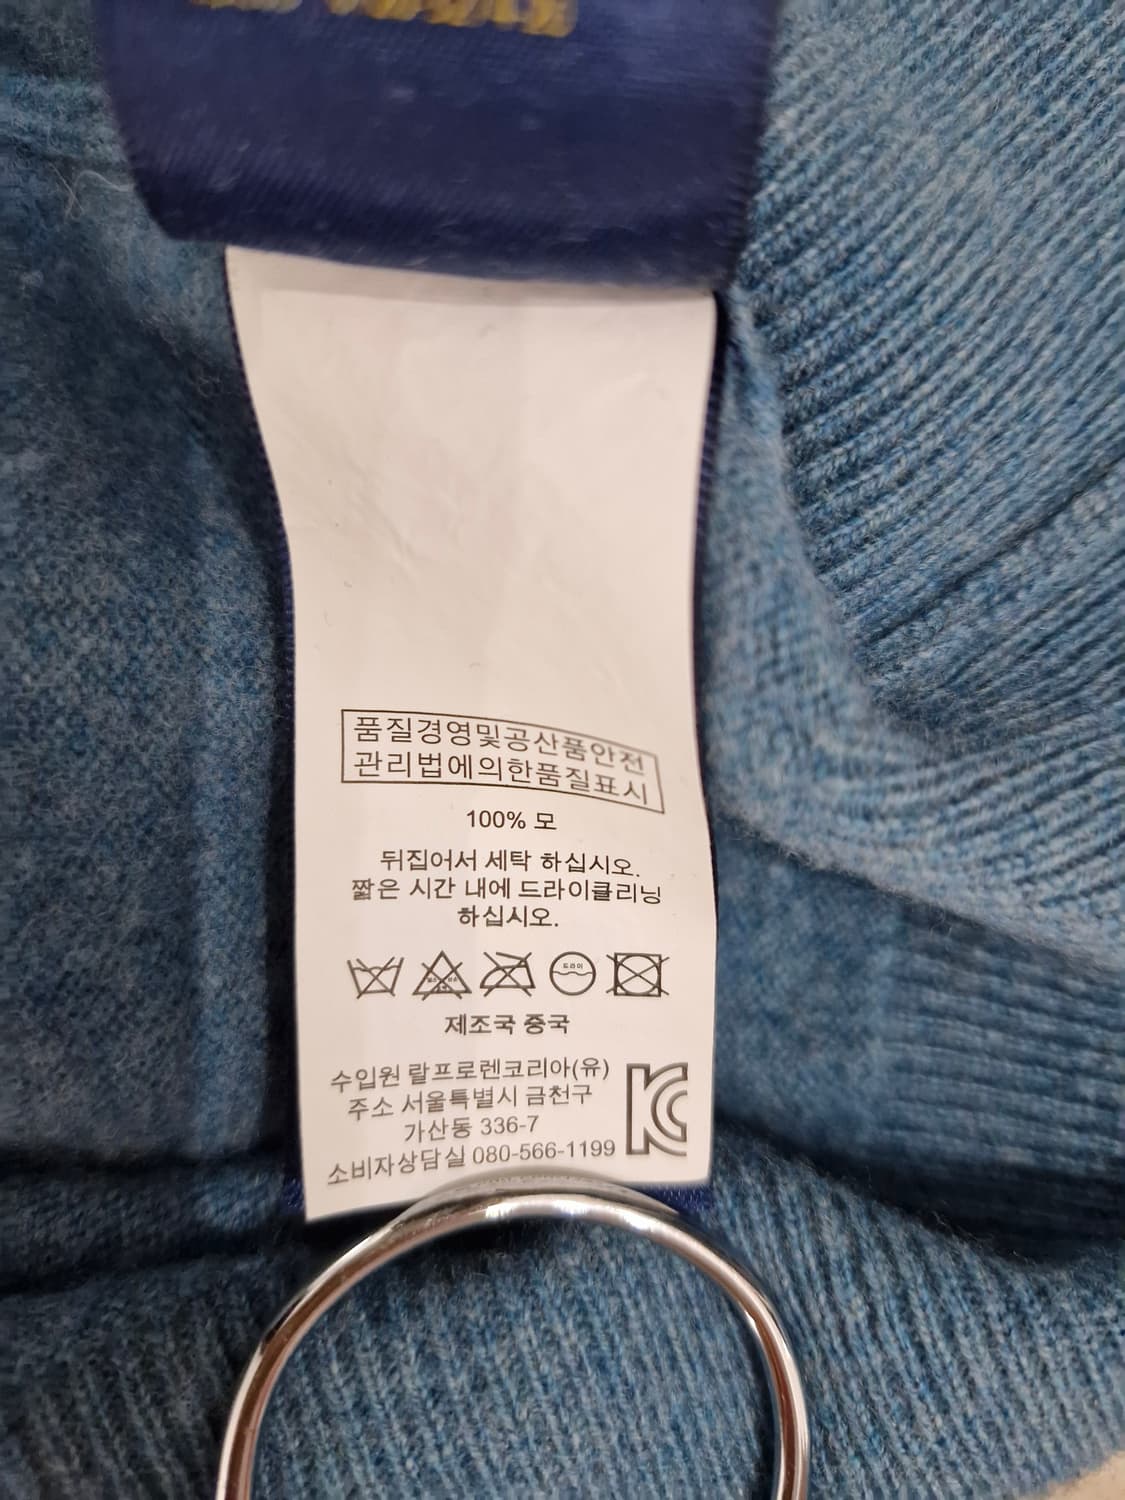 품질경영및공산품안전
관리법에의한품질표시
100% 모
뒤집어서 세탁 하십시오.
짧은 시간 내에 드라이클리닝
하십시오.
드라이
제조국 중국
수입원 랄프로렌코리아(유)
주소 서울특별시 금천구
가산동 336-7
소비자상담실 080-566-1199